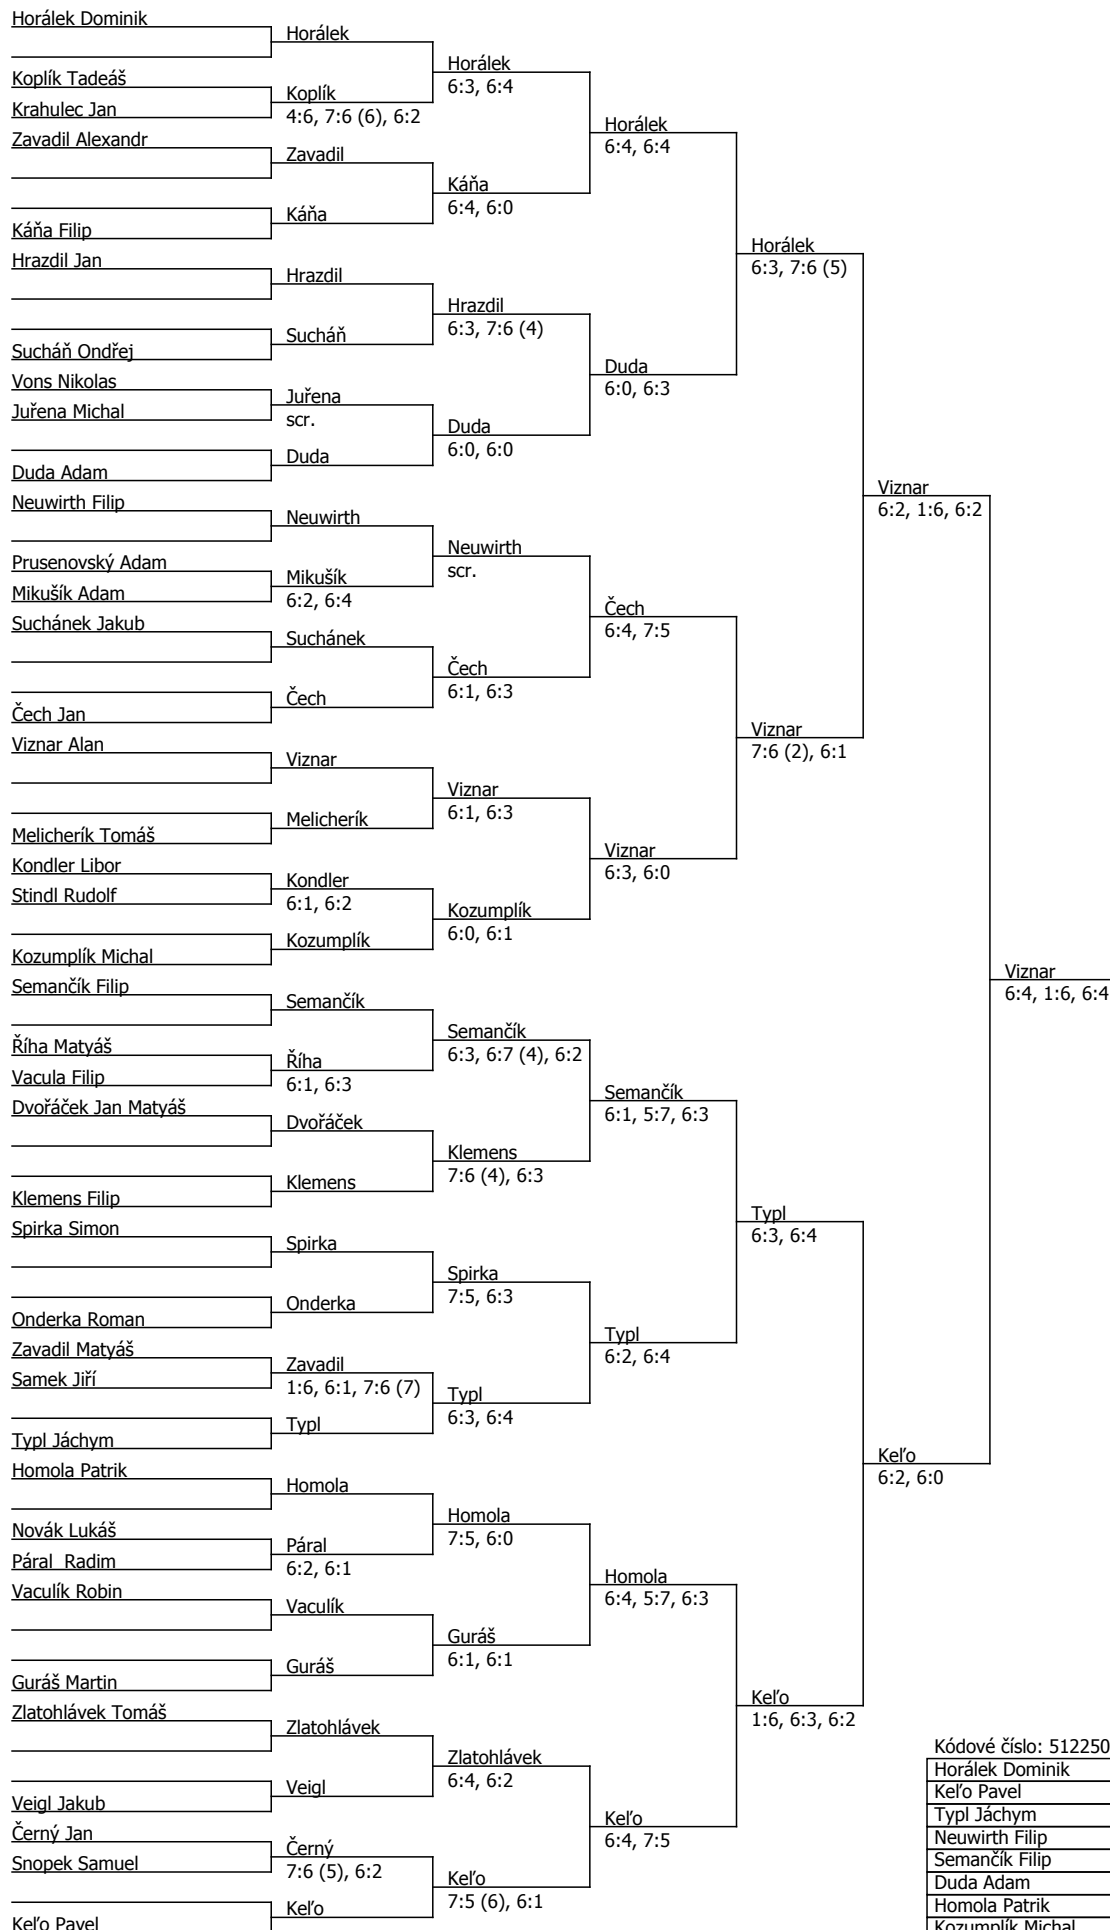 Horálek Dominik
Koplík Tadeáš
Krahulec Jan
Zavadil Alexandr
Káňa Filip
Hrazdil Jan
Sucháň Ondřej
Vons Nikolas
Juřena Michal
Duda Adam
Neuwirth Filip
Prusenovský Adam
Mikušík Adam
Suchánek Jakub
Čech Jan
Viznar Alan
Melicherík Tomáš
Kondler Libor
Stindl Rudolf
Kozumplík Michal
Semančík Filip
Říha Matyáš
Vacula Filip
Dvořáček Jan Matyáš
Klemens Filip
Spirka Simon
Onderka Roman
Zavadil Matyáš
Samek Jiří
Typl Jáchym
Homola Patrik
Novák Lukáš
Páral  Radim
Vaculík Robin
Guráš Martin
Zlatohlávek Tomáš
Veigl Jakub
Černý Jan
Snopek Samuel
Keľo Pavel
Horálek
Koplík
4:6, 7:6 (6), 6:2
Zavadil
Káňa
Hrazdil
Sucháň
Juřena
scr.
Duda
Neuwirth
Mikušík
6:2, 6:4
Suchánek
Čech
Viznar
Melicherík
Kondler
6:1, 6:2
Kozumplík
Semančík
Říha
6:1, 6:3
Dvořáček
Klemens
Spirka
Onderka
Zavadil
1:6, 6:1, 7:6 (7)
Typl
Homola
Páral
6:2, 6:1
Vaculík
Guráš
Zlatohlávek
Veigl
Černý
7:6 (5), 6:2
Keľo
Horálek
6:3, 6:4
Káňa
6:4, 6:0
Hrazdil
6:3, 7:6 (4)
Duda
6:0, 6:0
Neuwirth
scr.
Čech
6:1, 6:3
Viznar
6:1, 6:3
Kozumplík
6:0, 6:1
Semančík
6:3, 6:7 (4), 6:2
Klemens
7:6 (4), 6:3
Spirka
7:5, 6:3
Typl
6:3, 6:4
Homola
7:5, 6:0
Guráš
6:1, 6:1
Zlatohlávek
6:4, 6:2
Keľo
7:5 (6), 6:1
Horálek
6:4, 6:4
Duda
6:0, 6:3
Čech
6:4, 7:5
Viznar
6:3, 6:0
Semančík
6:1, 5:7, 6:3
Typl
6:2, 6:4
Homola
6:4, 5:7, 6:3
Keľo
6:4, 7:5
Horálek
6:3, 7:6 (5)
Viznar
7:6 (2), 6:1
Typl
6:3, 6:4
Keľo
1:6, 6:3, 6:2
Viznar
6:2, 1:6, 6:2
Keľo
6:2, 6:0
Viznar
6:4, 1:6, 6:4
Kódové číslo: 512250
Horálek Dominik
Keľo Pavel
Typl Jáchym
Neuwirth Filip
Semančík Filip
Duda Adam
Homola Patrik
Kozumplík Michal